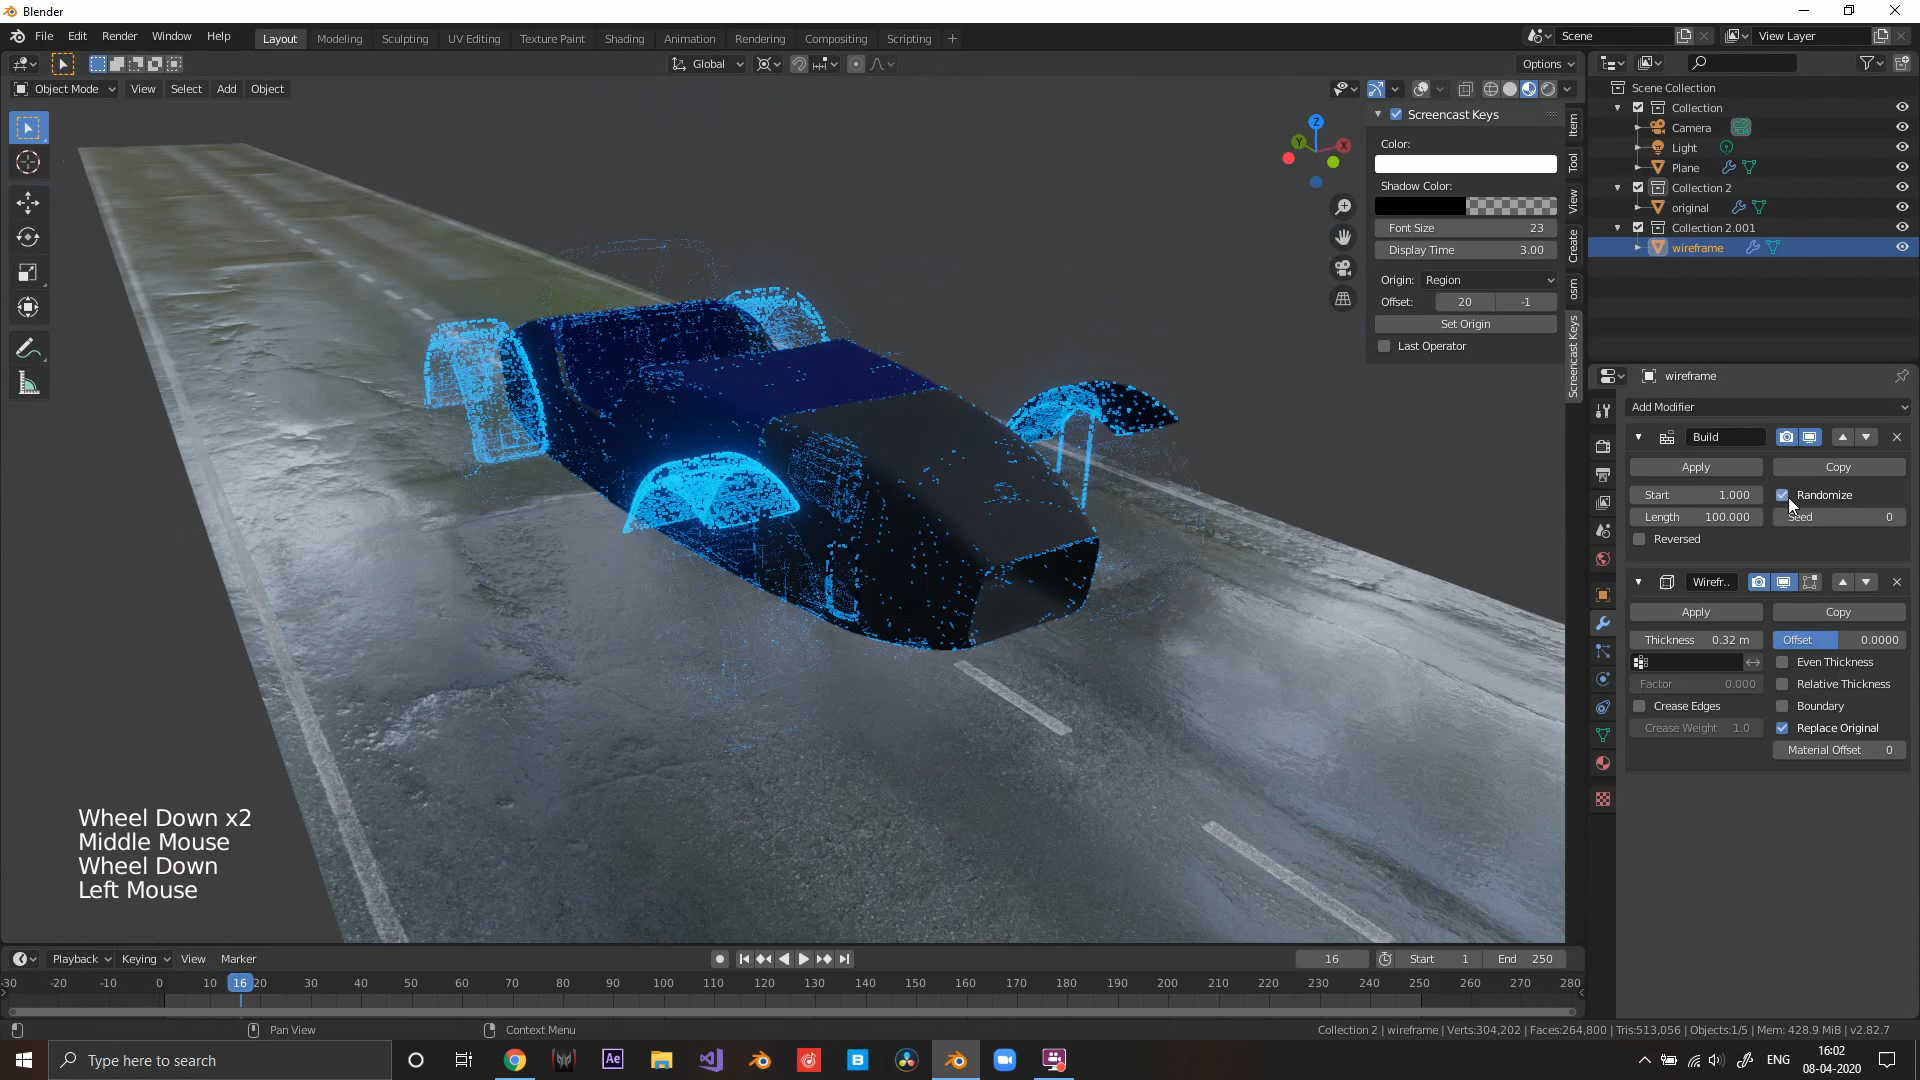 Blender
File Edit Render Window Help
Layout Modeling Sculpting UV Editing Texture Paint Shading Animation Rendering Compositing Scripting +
Scene View Layer
Global Options
Object Mode View Select Add Object
Screencast Keys
Color:
Shadow Color:
Font Size 23
Display Time 3.00
Origin: Region
Offset: 20 -1
Set Origin
Last Operator
Item
Tool
View
Create
osm
Screencast Keys
Z
Y
X
Scene Collection
Collection
Camera
Light
Plane
Collection 2
original
Collection 2.001
wireframe
wireframe
Add Modifier
Build
Apply Copy
Start 1.000 Randomize
Length 100.000 Seed 0
Reversed
Wirefr..
Apply Copy
Thickness 0.32 m Offset 0.0000
Even Thickness
Factor 0.000 Relative Thickness
Crease Edges Boundary
Crease Weight 1.0 Replace Original
Material Offset 0
Wheel Down x2
Middle Mouse
Wheel Down
Left Mouse
Playback Keying View Marker 16 Start 1 End 250
-30 -20 -10 0 10 16 20 30 40 50 60 70 80 90 100 110 120 130 140 150 160 170 180 190 200 210 220 230 240 250 260 270 280
Pan View Context Menu Collection 2 | wireframe | Verts:304,202 | Faces:264,800 | Tris:513,056 | Objects:1/5 | Mem: 428.9 MiB | v2.82.7
Type here to search Ae ENG 16:02
08-04-2020